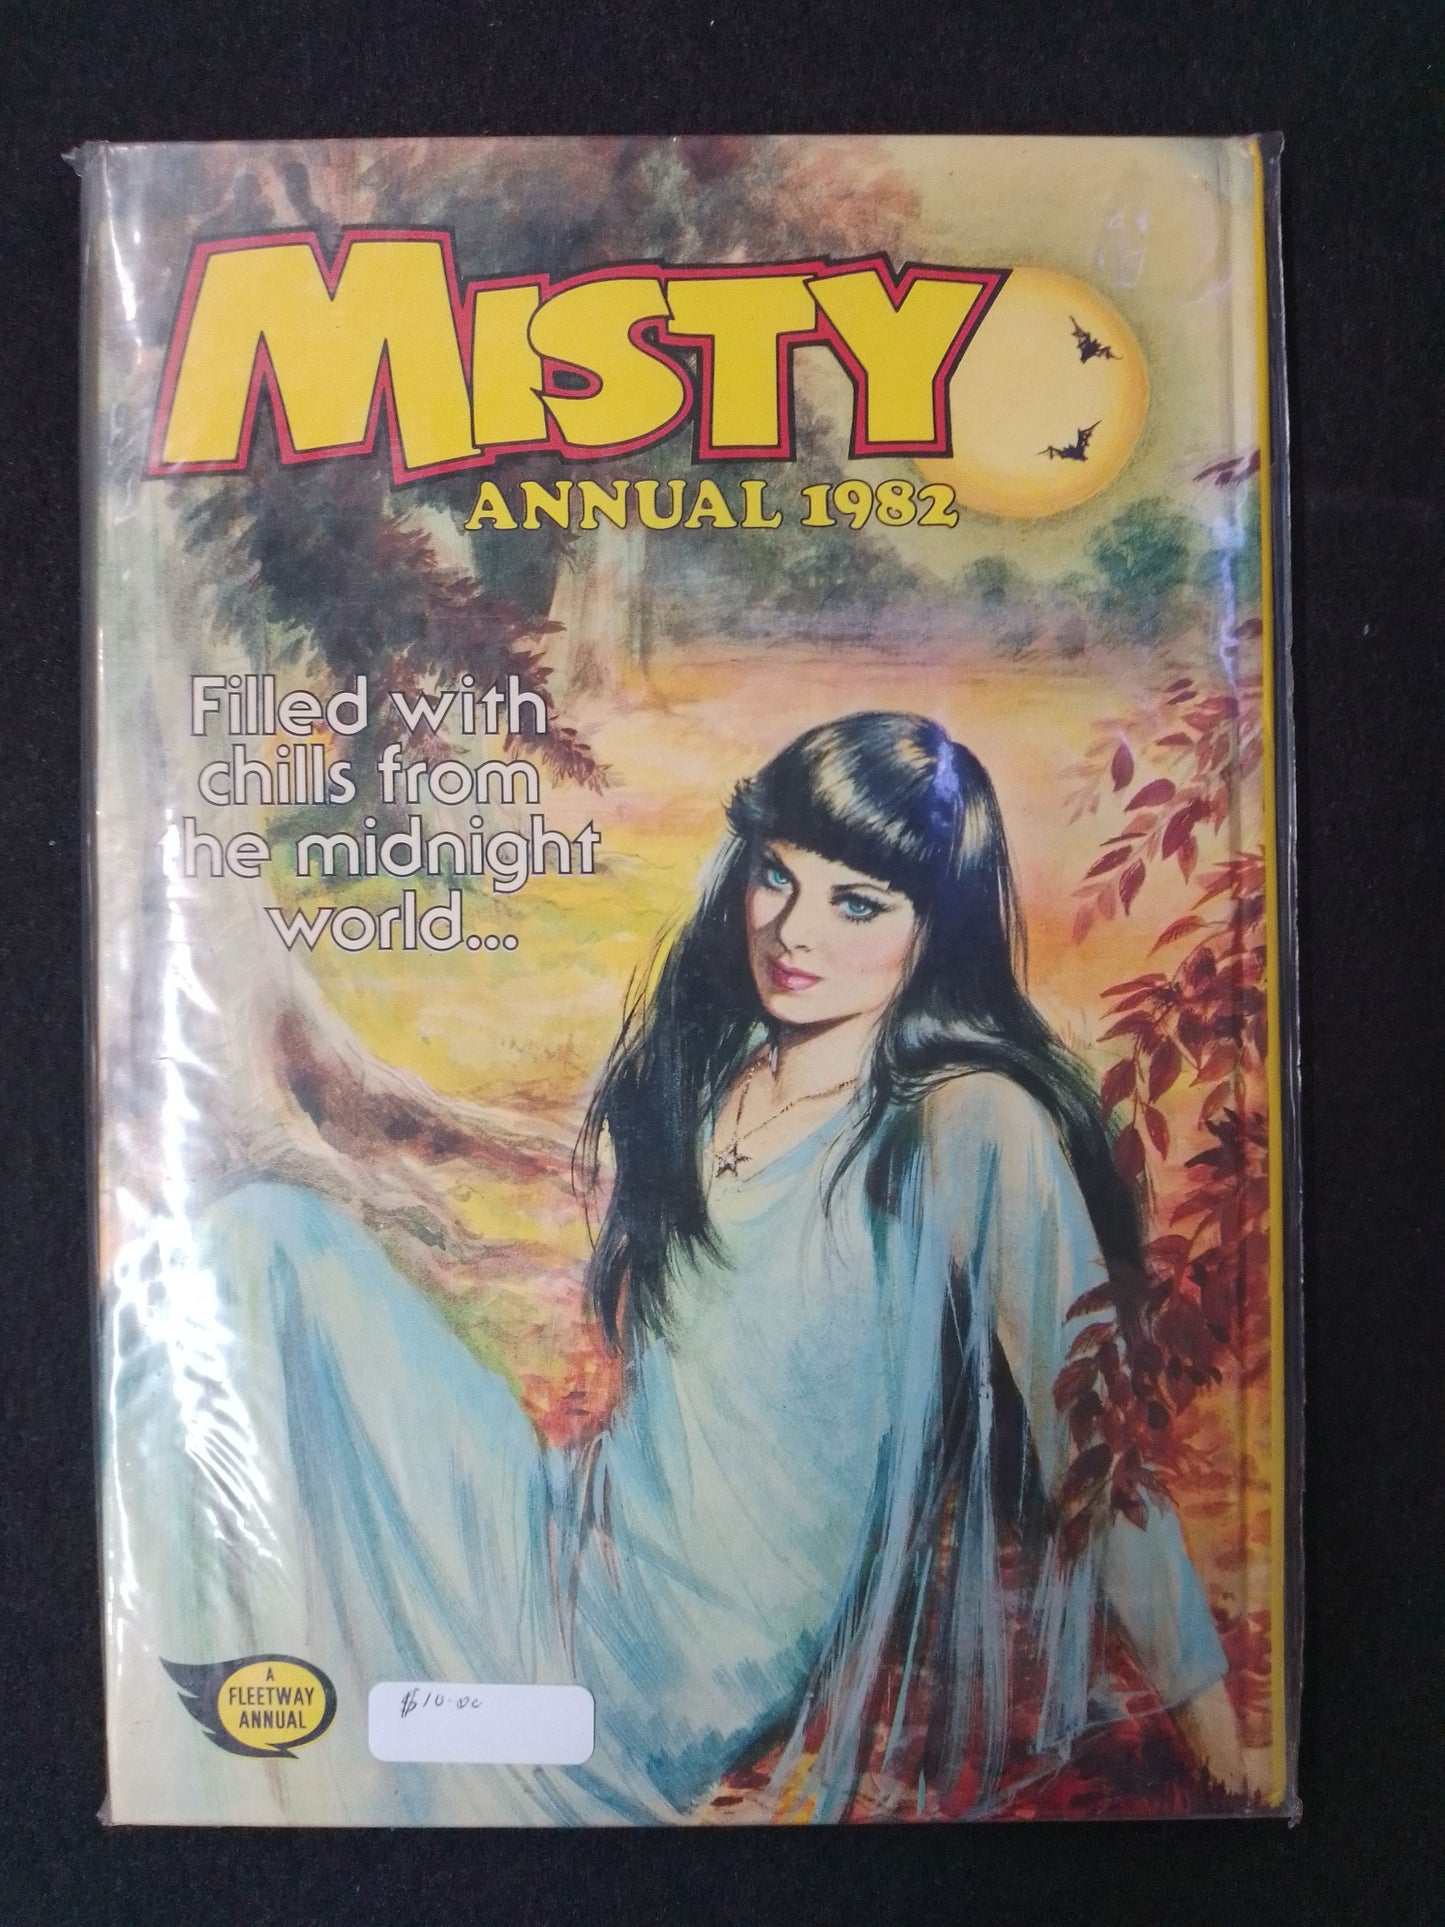 MISTY
ANNUAL 1982
Filled with
chills from
the midnight
world...
A
FLEETWAY
ANNUAL
$10.00